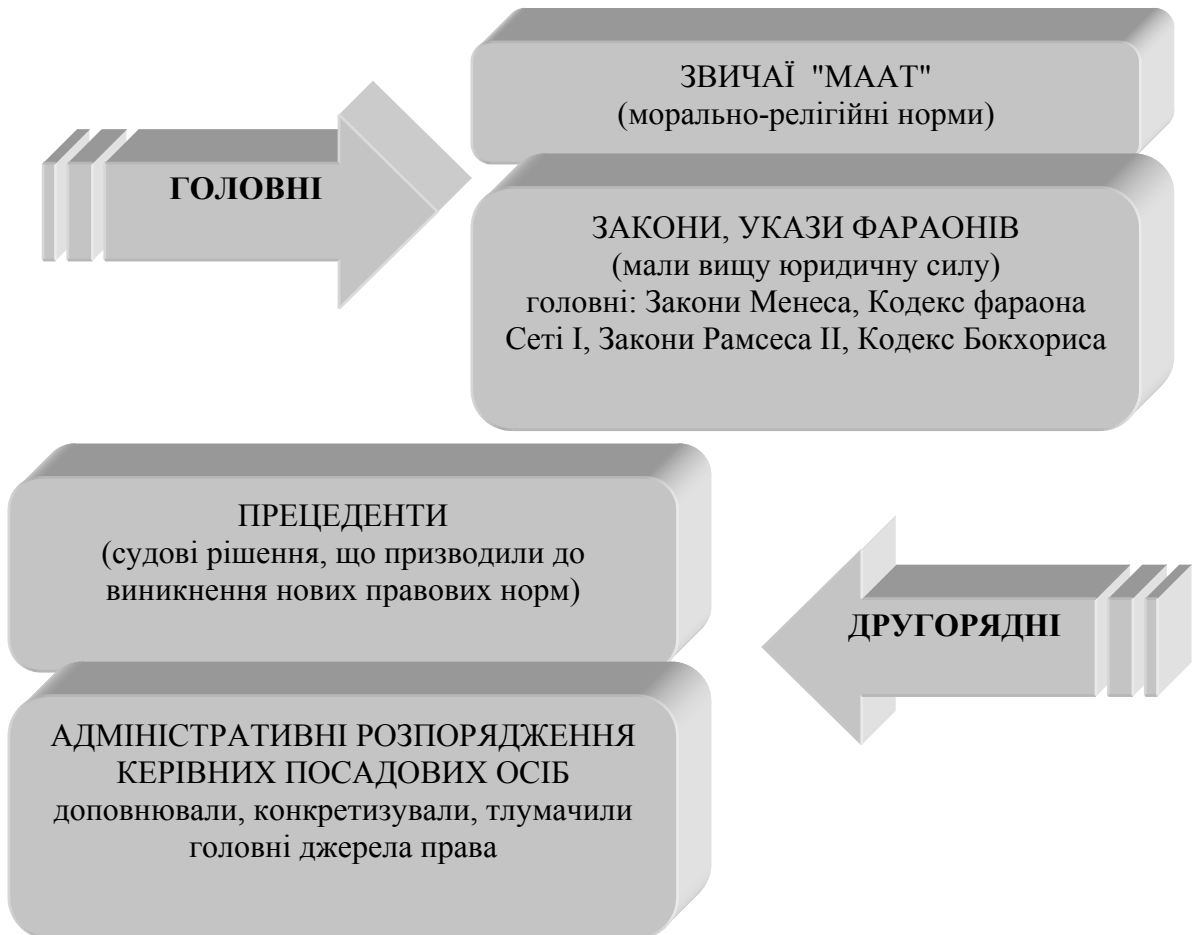 ГОЛОВНІ
ЗВИЧАЇ "МААТ"
(морально-релігійні норми)
ЗАКОНИ, УКАЗИ ФАРАОНІВ
(мали вищу юридичну силу)
головні: Закони Менеса, Кодекс фараона
Сеті І, Закони Рамсеса ІІ, Кодекс Бокхориса
ПРЕЦЕДЕНТИ
(судові рішення, що призводили до
виникнення нових правових норм)
ДРУГОРЯДНІ
АДМІНІСТРАТИВНІ РОЗПОРЯДЖЕННЯ
КЕРІВНИХ ПОСАДОВИХ ОСІБ
доповнювали, конкретизували, тлумачили
головні джерела права